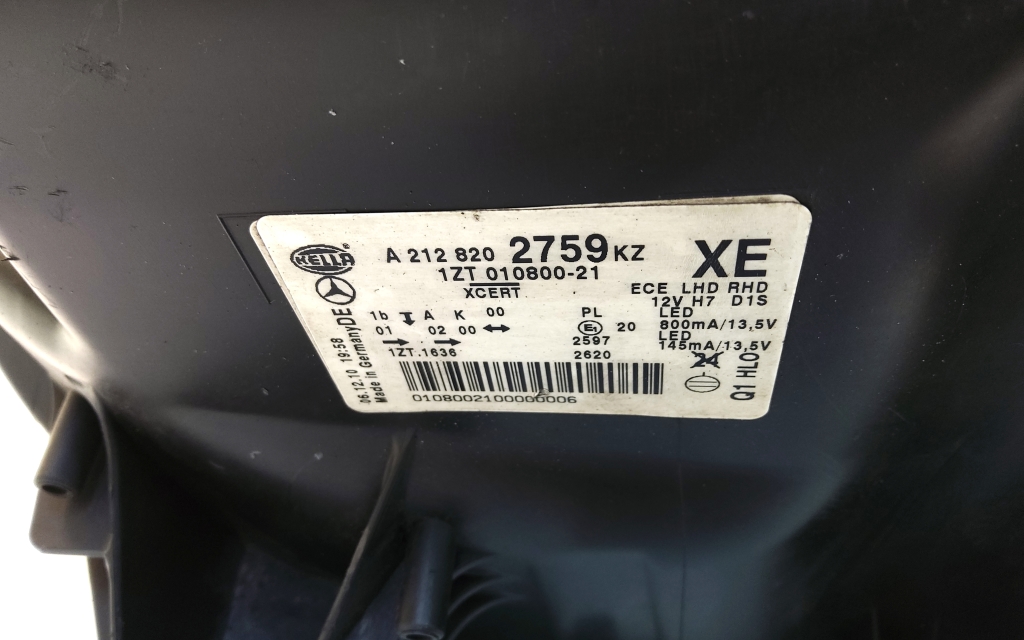 HELLA
A 212 820 2759 KZ
XE
1ZT 010800-21
XCERT
ECE LHD RHD
12V H7 D1S
LED
800mA/13,5V
LED
145mA/13,5V
1b A K 00
01 02 00
PL
E1 20
2597
2620
1ZT.1636
24
Q1 HLO
DE
06.12.10 19:58
Made in Germany
0108002100000006